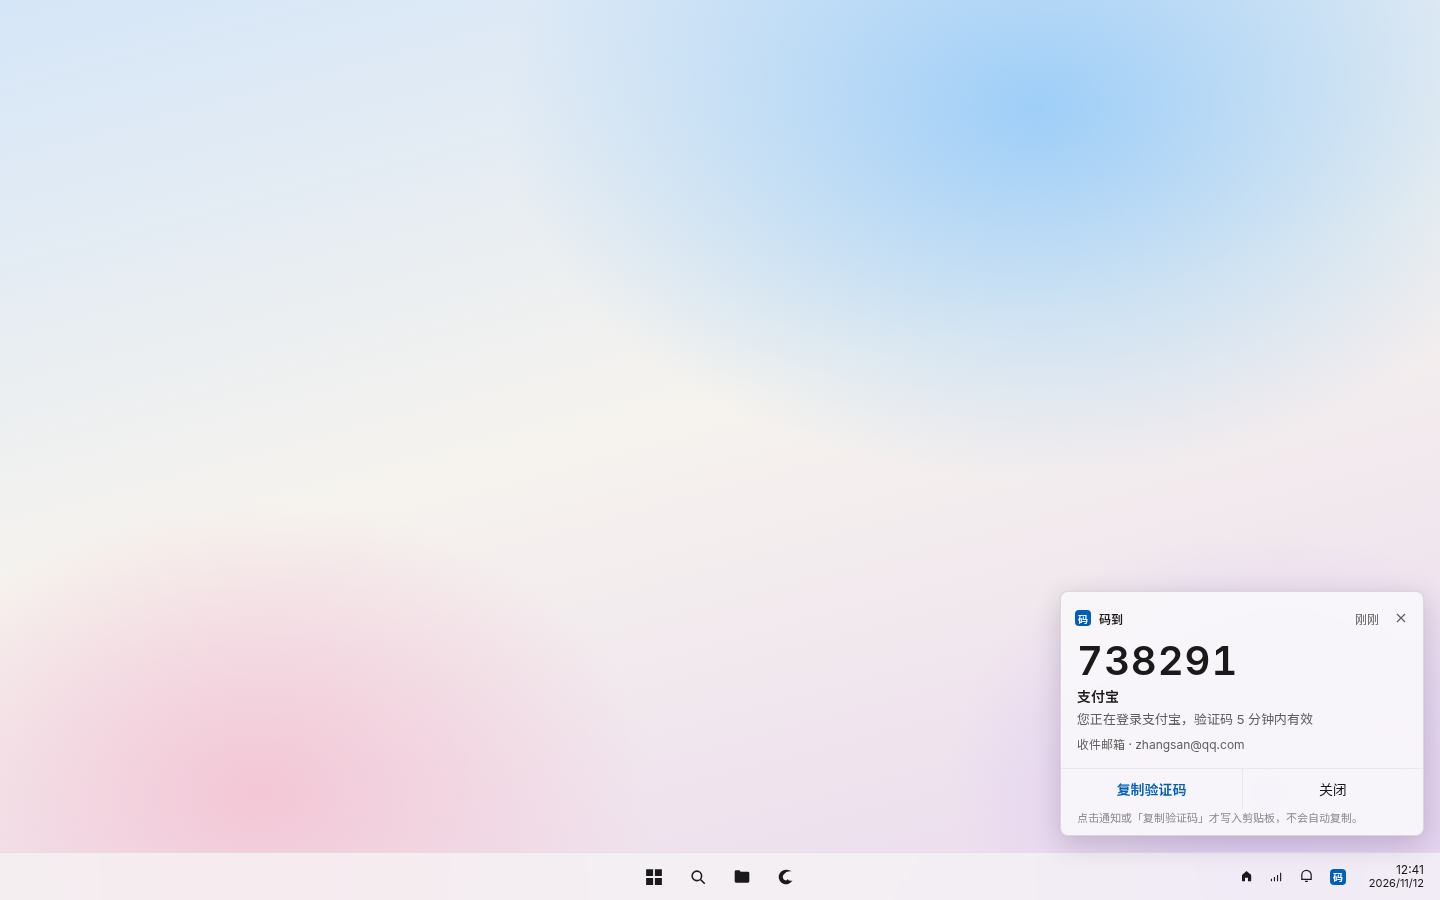 码 码到 刚刚
738291
支付宝
您正在登录支付宝，验证码 5 分钟内有效
收件邮箱 · zhangsan@qq.com
复制验证码 关闭
点击通知或「复制验证码」才写入剪贴板，不会自动复制。
码 12:41
2026/11/12